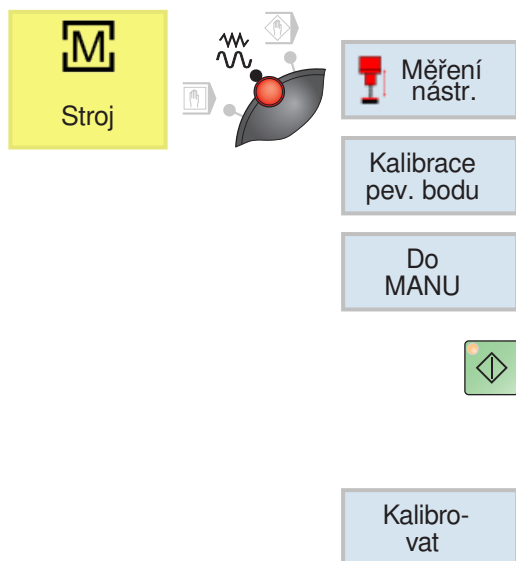 M
Stroj
Měření
nástr.
Kalibrace
pev. bodu
Do
MANU
Kalibro-
vat